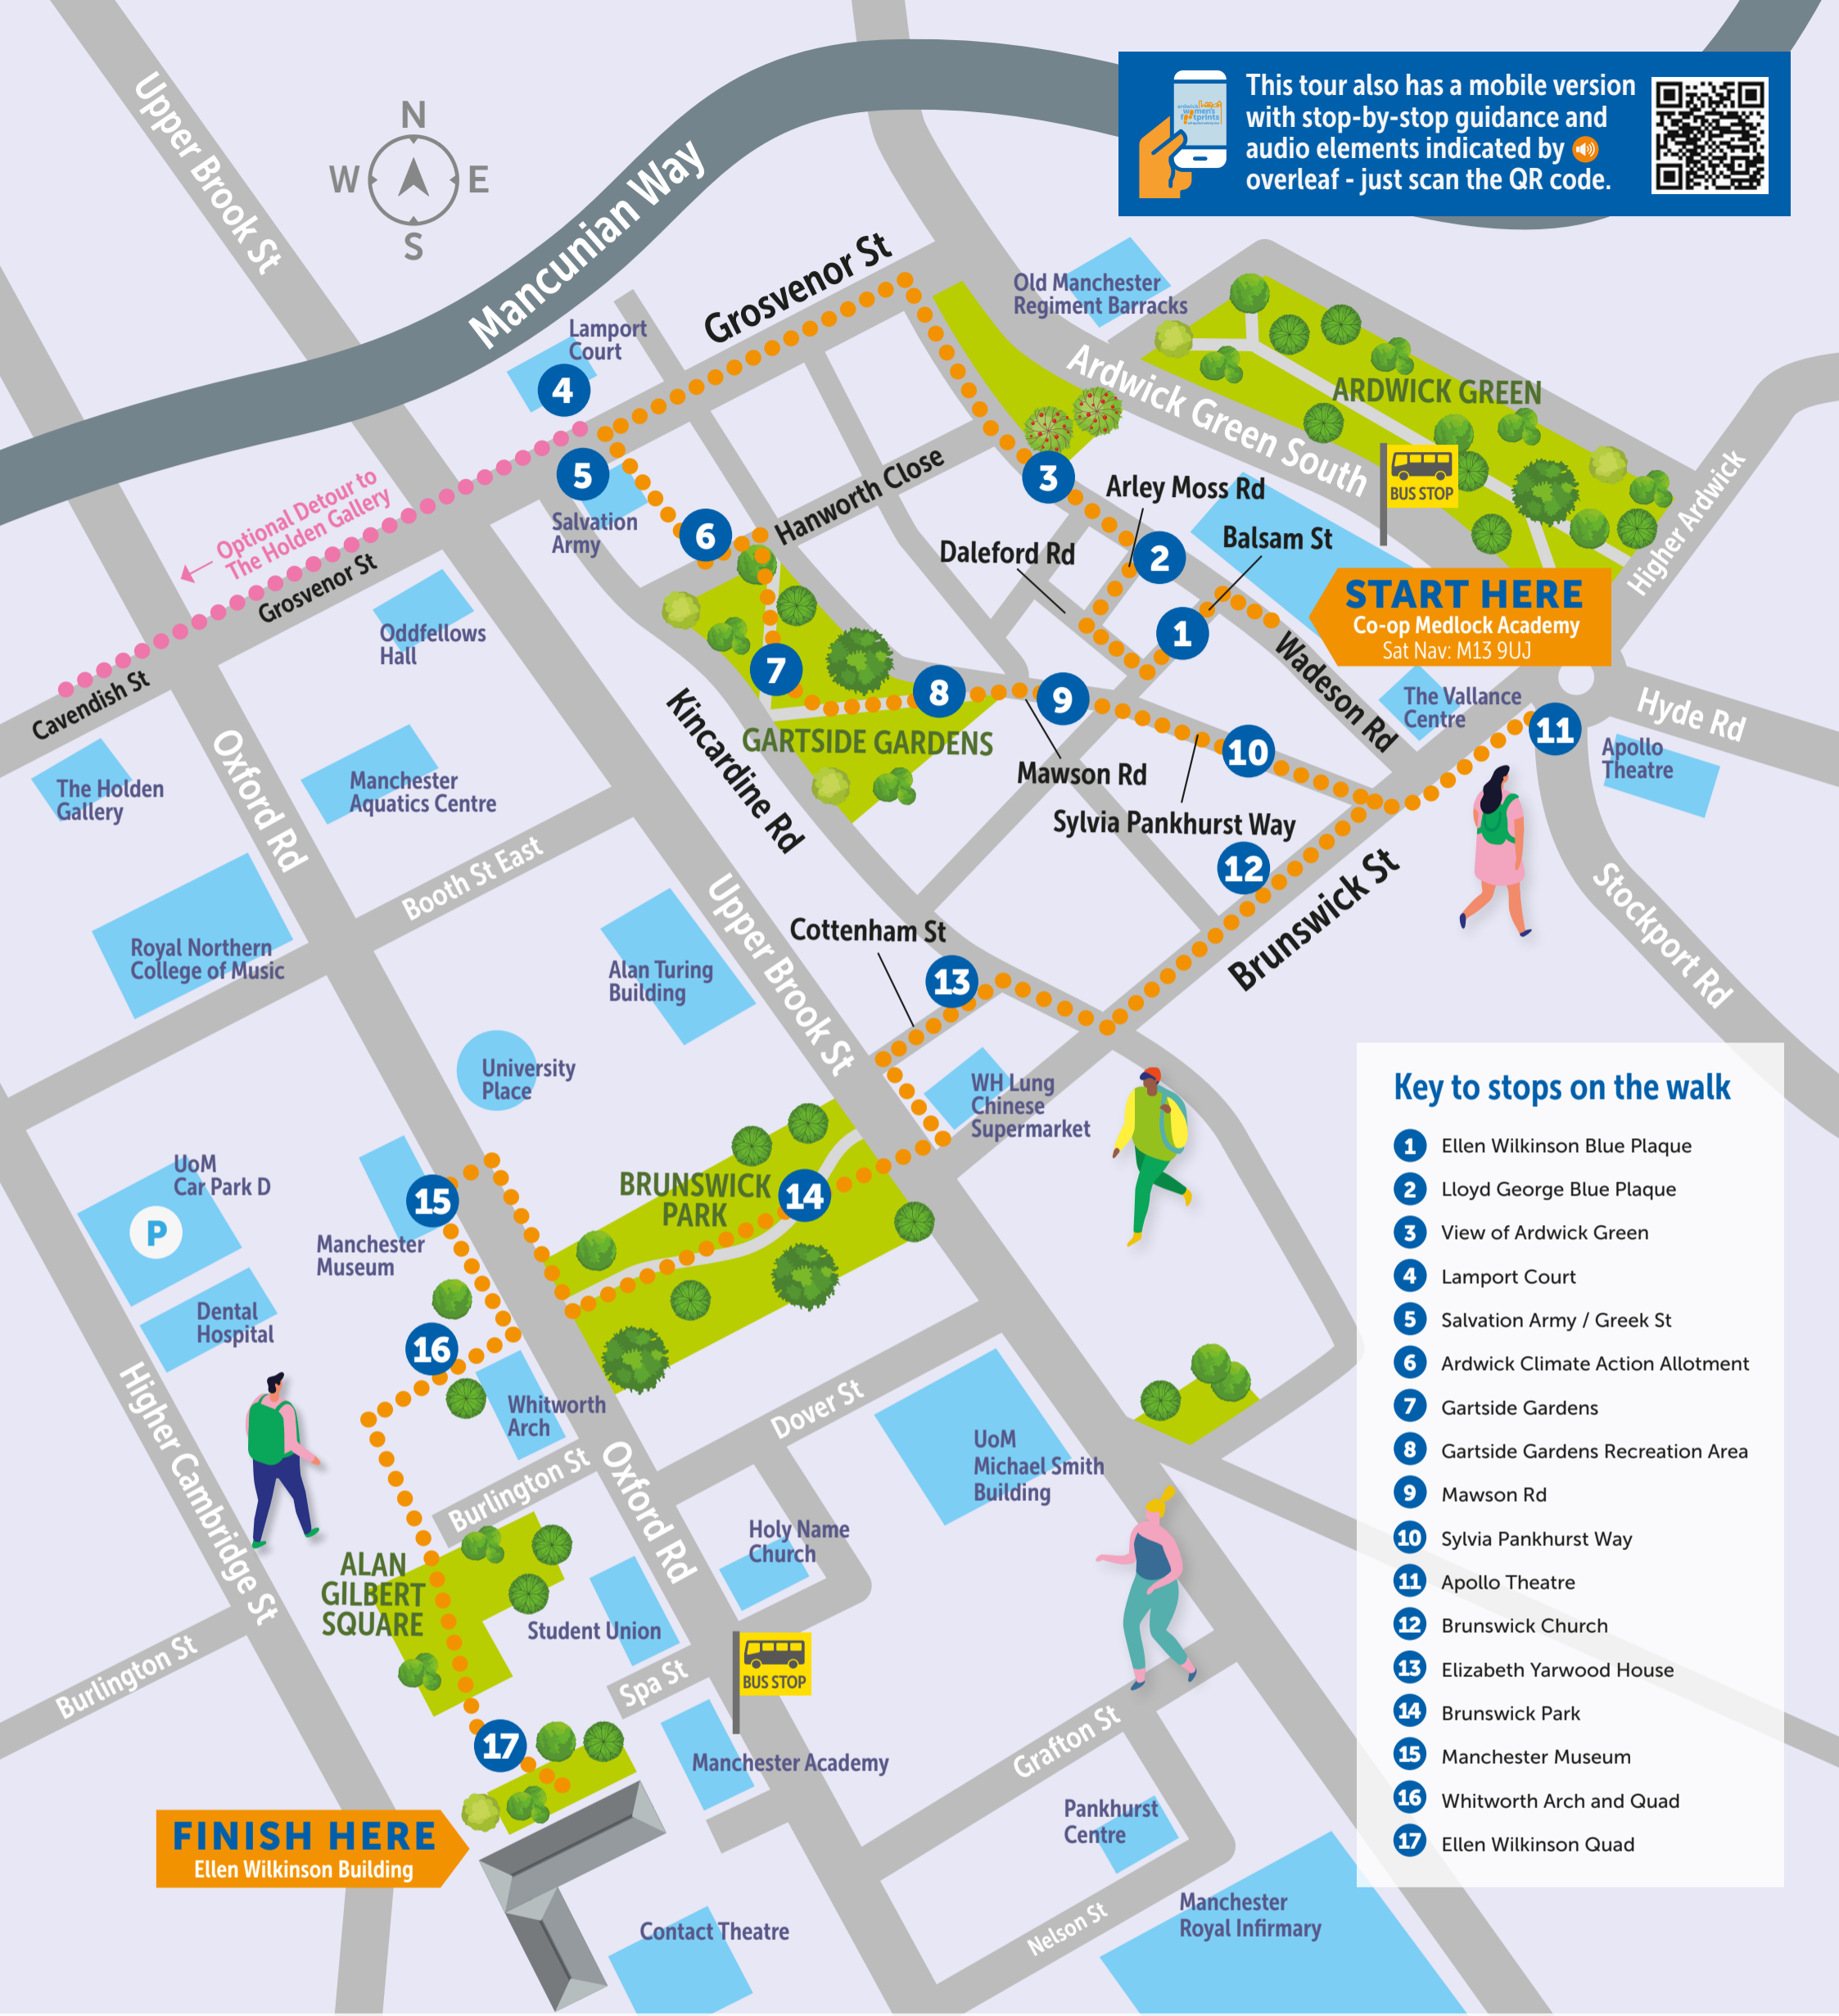 This tour also has a mobile version
with stop-by-stop guidance and
audio elements indicated by
overleaf - just scan the QR code.
ardwick
women's
footprints
N
W
E
S
Upper Brook St
Mancunian Way
Grosvenor St
Old Manchester
Regiment Barracks
Lamport
Court
4
ARDWICK GREEN
Ardwick Green South
BUS STOP
Higher Ardwick
5
Salvation
Army
Optional Detour to
The Holden Gallery
Grosvenor St
3
Hanworth Close
Arley Moss Rd
6
2
Balsam St
Daleford Rd
START HERE
Co-op Medlock Academy
Sat Nav: M13 9UJ
1
Oddfellows
Hall
7
8
9
Wadeson Rd
The Vallance
Centre
Hyde Rd
Cavendish St
Kincardine Rd
GARTSIDE GARDENS
11
Apollo
Theatre
10
Mawson Rd
Oxford Rd
The Holden
Gallery
Manchester
Aquatics Centre
Sylvia Pankhurst Way
12
Booth St East
Brunswick St
Stockport Rd
Royal Northern
College of Music
Upper Brook St
Cottenham St
13
Alan Turing
Building
University
Place
WH Lung
Chinese
Supermarket
UoM
Car Park D
P
15
BRUNSWICK
PARK
14
Manchester
Museum
Dental
Hospital
16
Whitworth
Arch
Higher Cambridge St
Dover St
Burlington St
Oxford Rd
UoM
Michael Smith
Building
Holy Name
Church
ALAN
GILBERT
SQUARE
Student Union
Burlington St
Spa St
BUS STOP
17
Manchester Academy
Grafton St
FINISH HERE
Ellen Wilkinson Building
Pankhurst
Centre
Contact Theatre
Nelson St
Manchester
Royal Infirmary
Key to stops on the walk
1 Ellen Wilkinson Blue Plaque
2 Lloyd George Blue Plaque
3 View of Ardwick Green
4 Lamport Court
5 Salvation Army / Greek St
6 Ardwick Climate Action Allotment
7 Gartside Gardens
8 Gartside Gardens Recreation Area
9 Mawson Rd
10 Sylvia Pankhurst Way
11 Apollo Theatre
12 Brunswick Church
13 Elizabeth Yarwood House
14 Brunswick Park
15 Manchester Museum
16 Whitworth Arch and Quad
17 Ellen Wilkinson Quad